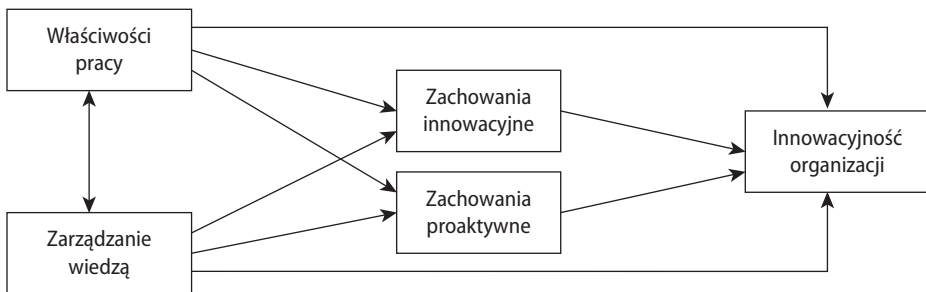 Właściwości
pracy
Zachowania
innowacyjne
Innowacyjność
organizacji
Zachowania
proaktywne
Zarządzanie
wiedzą